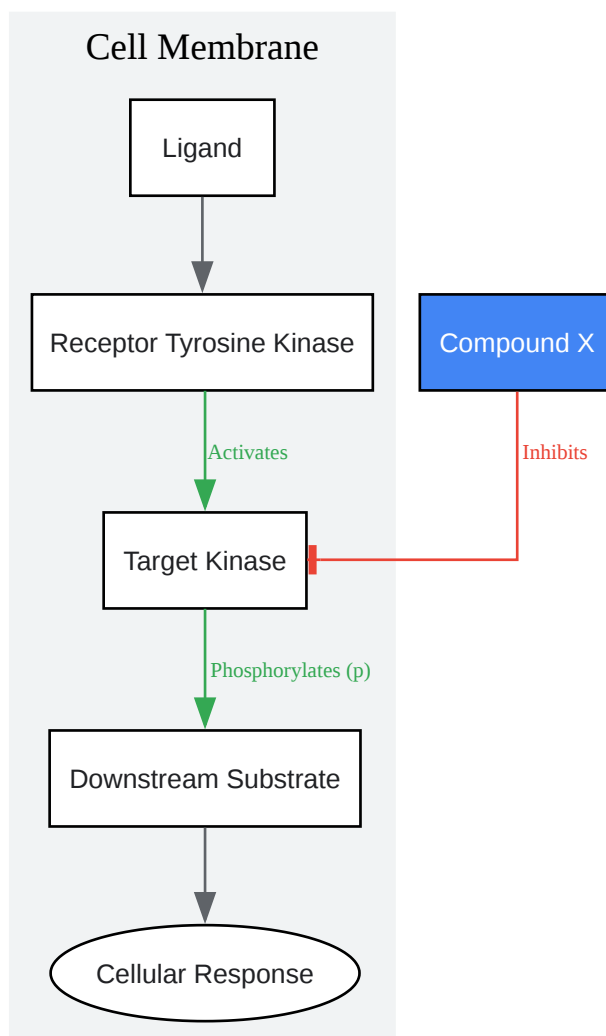 Cell Membrane
Ligand
Receptor Tyrosine Kinase
Compound X
Activates
Inhibits
Target Kinase
Phosphorylates (p)
Downstream Substrate
Cellular Response